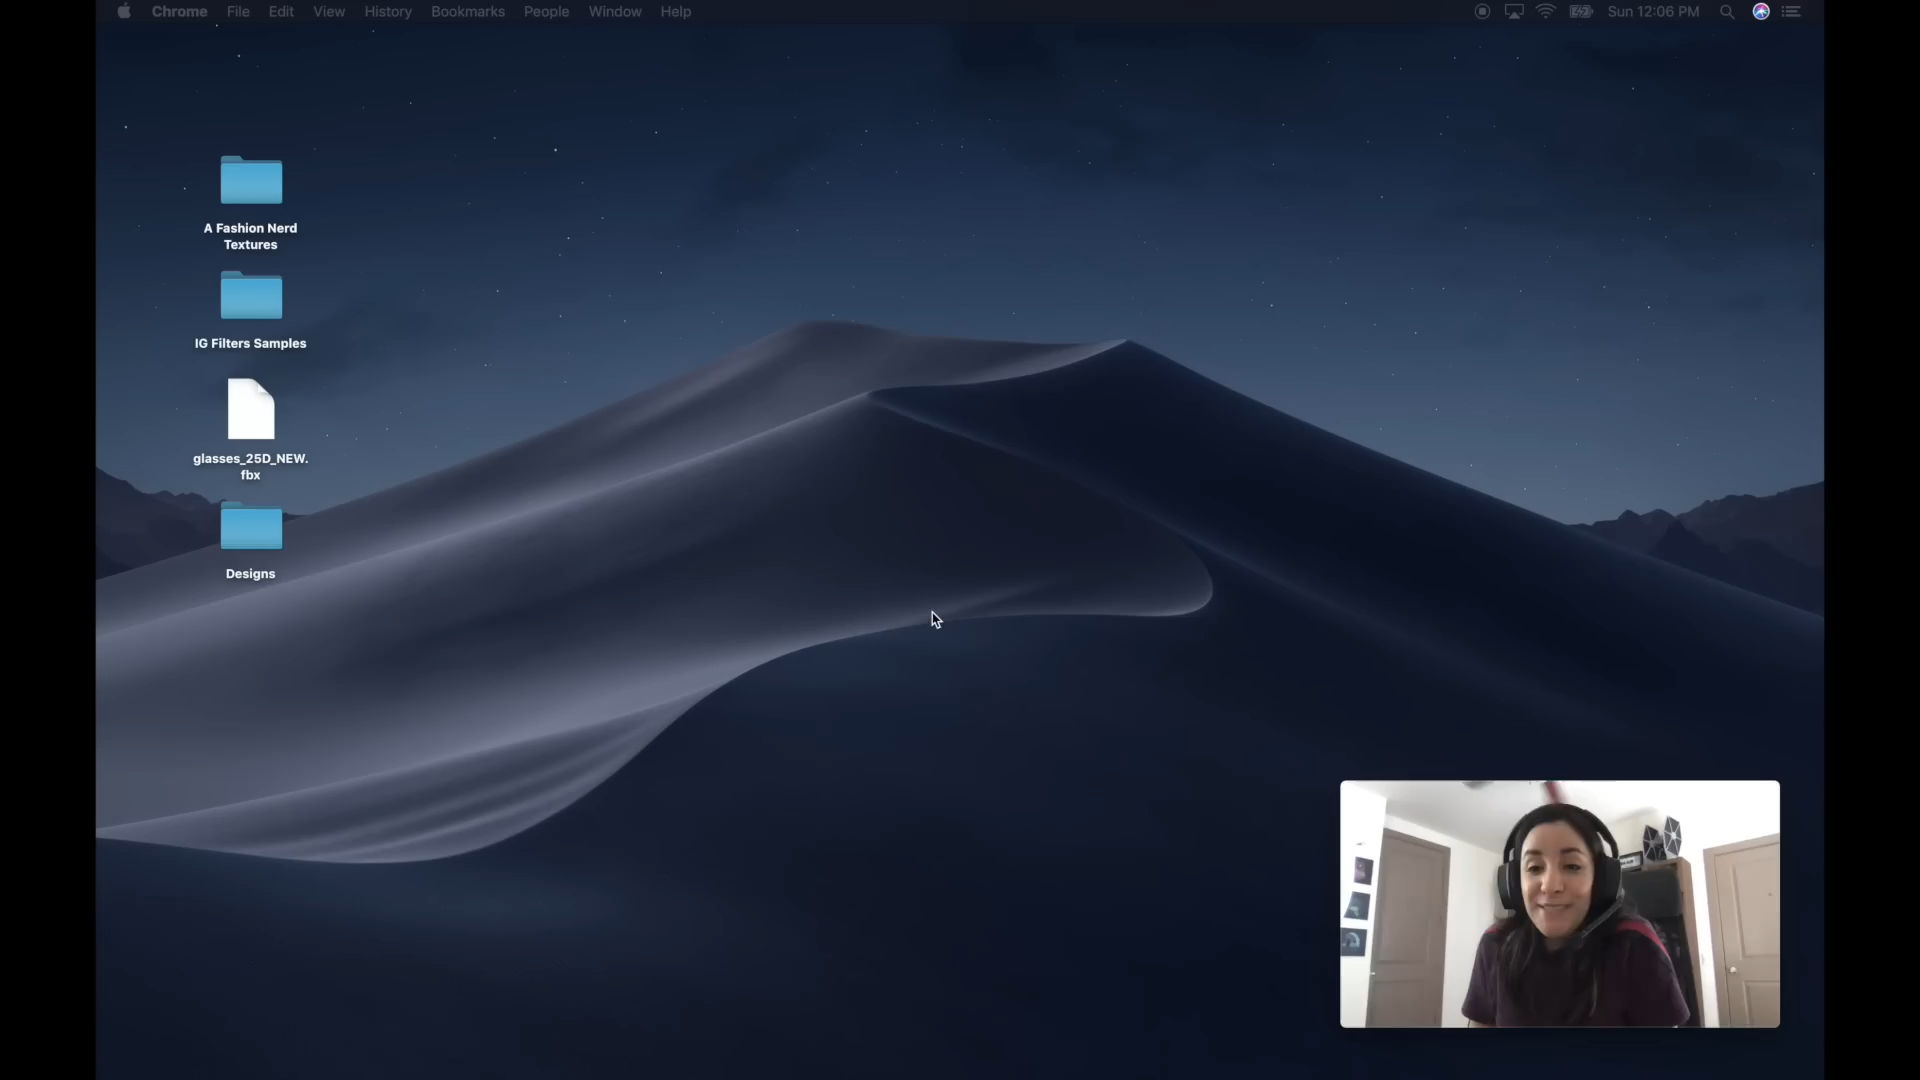 Chrome File Edit View History Bookmarks People Window Help Sun 12:06 PM
A Fashion Nerd
Textures
IG Filters Samples
glasses_25D_NEW.
fbx
Designs